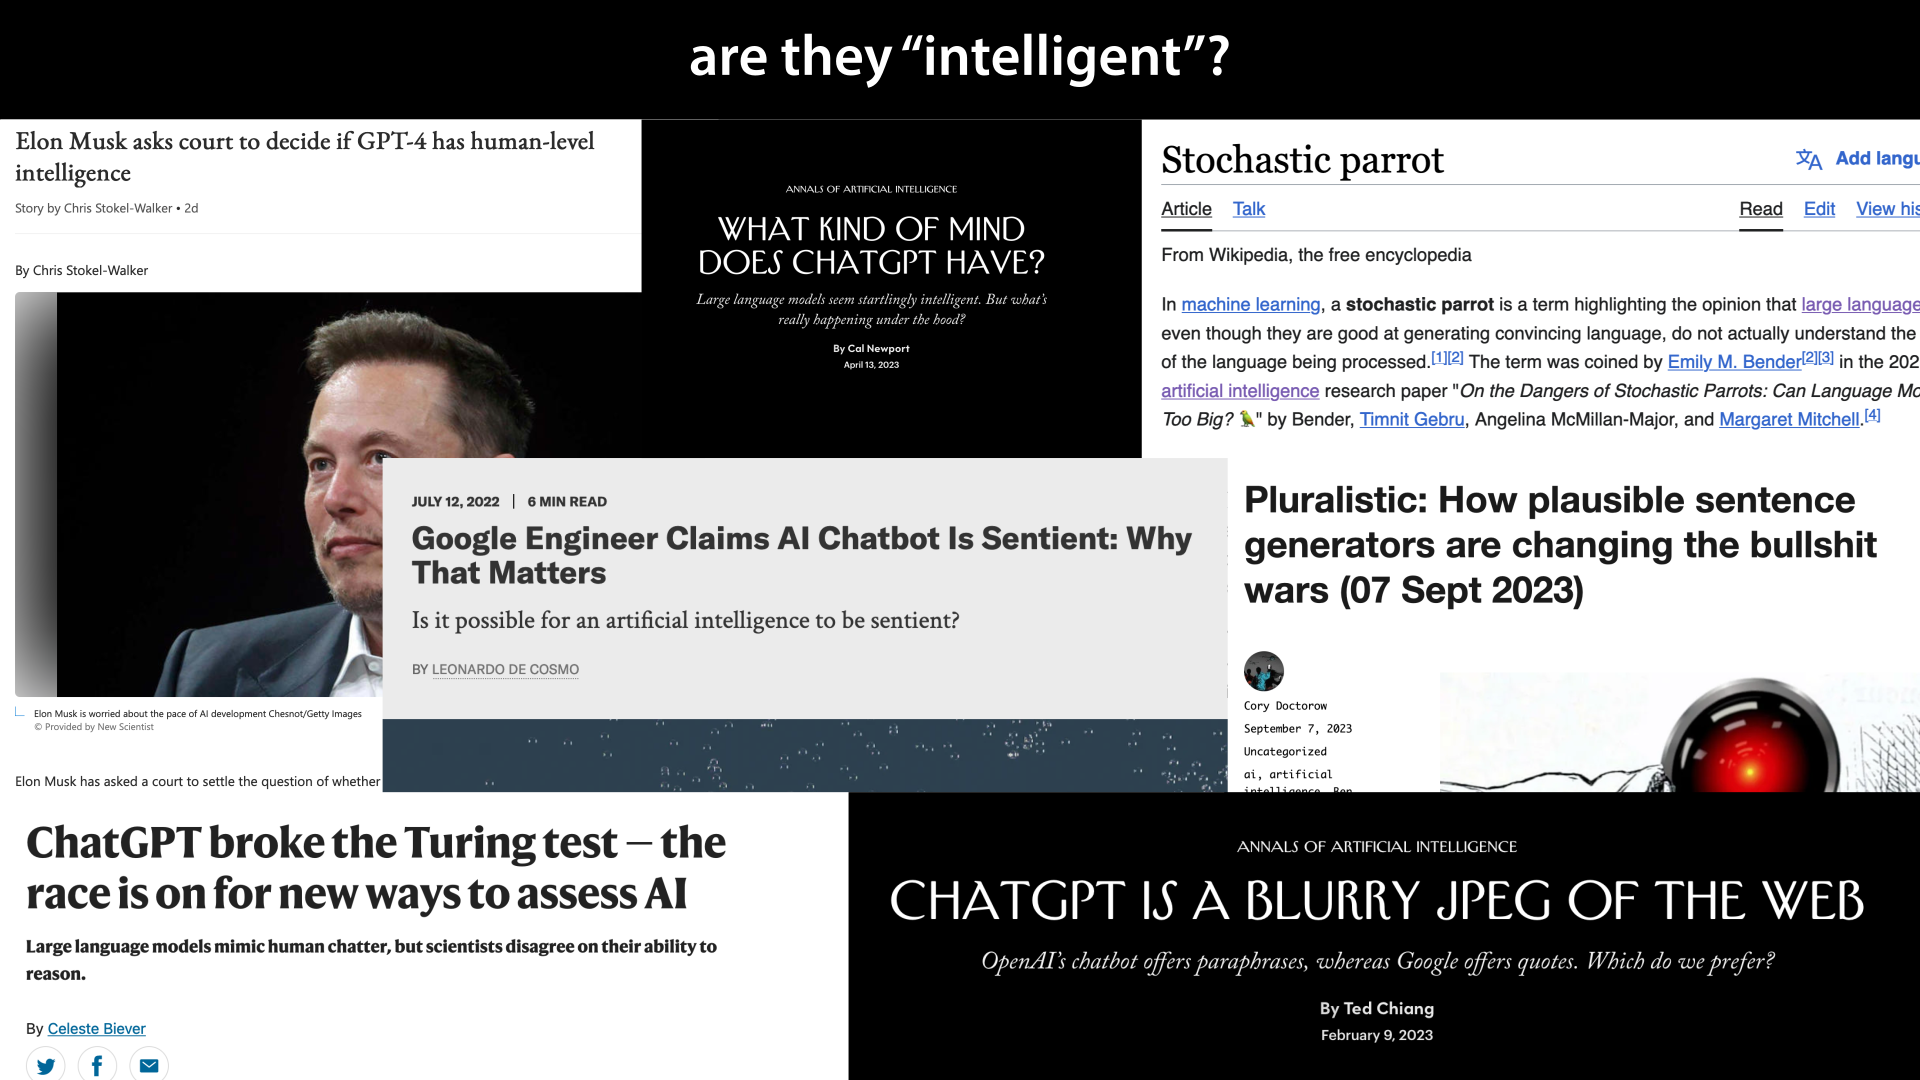 are they “intelligent”?
Elon Musk asks court to decide if GPT-4 has human-level
intelligence
Story by Chris Stokel-Walker • 2d
By Chris Stokel-Walker
Elon Musk is worried about the pace of AI development Chesnot/Getty Images
© Provided by New Scientist
Elon Musk has asked a court to settle the question of whether
ANNALS OF ARTIFICIAL INTELLIGENCE
WHAT KIND OF MIND
DOES CHATGPT HAVE?
Large language models seem startlingly intelligent. But what’s
really happening under the hood?
By Cal Newport
April 13, 2023
Stochastic parrot
Add langu
Article Talk
Read Edit View his
From Wikipedia, the free encyclopedia
In machine learning, a stochastic parrot is a term highlighting the opinion that large language
even though they are good at generating convincing language, do not actually understand the
of the language being processed.[1][2] The term was coined by Emily M. Bender[2][3] in the 202
artificial intelligence research paper "On the Dangers of Stochastic Parrots: Can Language Mo
Too Big? 🦜" by Bender, Timnit Gebru, Angelina McMillan-Major, and Margaret Mitchell.[4]
JULY 12, 2022 | 6 MIN READ
Google Engineer Claims AI Chatbot Is Sentient: Why
That Matters
Is it possible for an artificial intelligence to be sentient?
BY LEONARDO DE COSMO
Pluralistic: How plausible sentence
generators are changing the bullshit
wars (07 Sept 2023)
Cory Doctorow
September 7, 2023
Uncategorized
ai, artificial
intelligence, Ben
ChatGPT broke the Turing test — the
race is on for new ways to assess AI
Large language models mimic human chatter, but scientists disagree on their ability to
reason.
By Celeste Biever
ANNALS OF ARTIFICIAL INTELLIGENCE
CHATGPT IS A BLURRY JPEG OF THE WEB
OpenAI’s chatbot offers paraphrases, whereas Google offers quotes. Which do we prefer?
By Ted Chiang
February 9, 2023